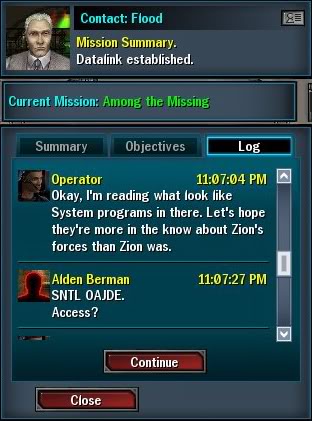 Contact: Flood
Mission Summary.
Datalink established.
Current Mission: Among the Missing
Summary
Objectives
Log
Operator 11:07:04 PM
Okay, I'm reading what look like
System programs in there. Let's hope
they're more in the know about Zion's
forces than Zion was.
Alden Berman 11:07:27 PM
SNTL OAJDE.
Access?
Continue
Close